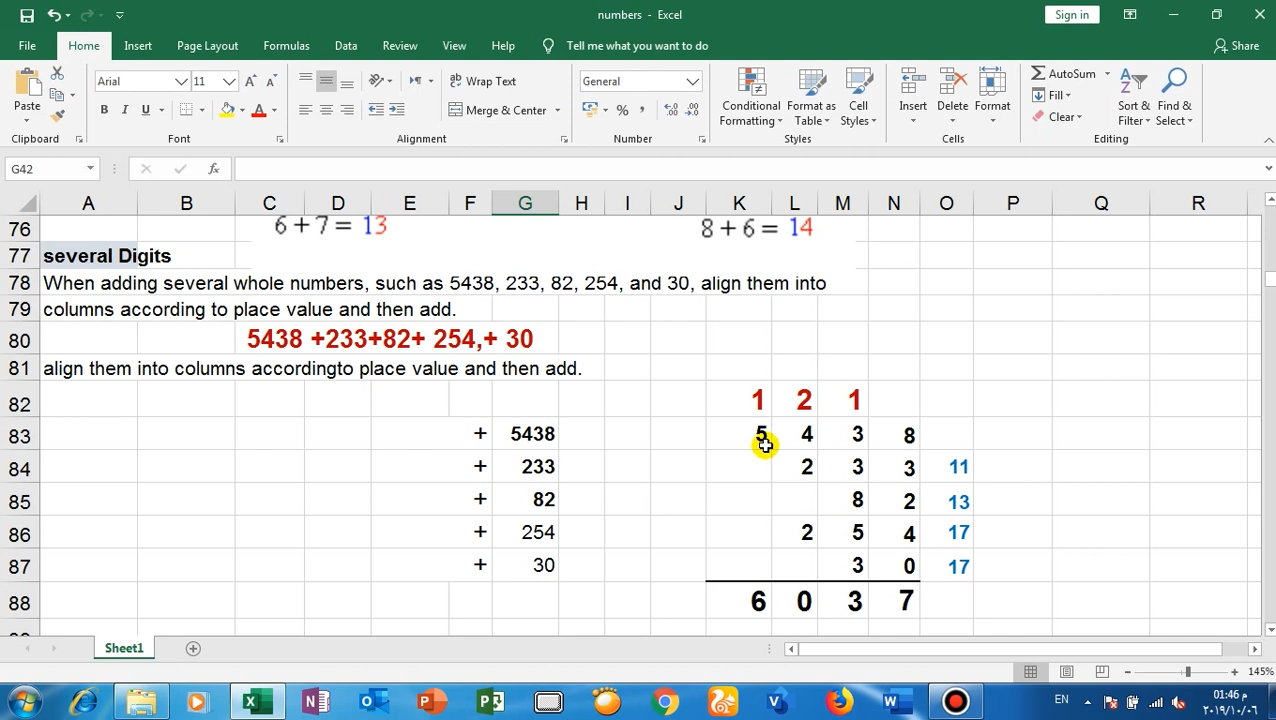 numbers - Excel
Sign in
File Home Insert Page Layout Formulas Data Review View Help Tell me what you want to do Share
Arial 11 Wrap Text General AutoSum
Paste Merge & Center Conditional Formatting Format as Table Cell Styles Insert Delete Format Fill Sort & Filter Find & Select
Clear
Clipboard Font Alignment Number Styles Cells Editing
G42 fx
A B C D E F G H I J K L M N O P Q R
76 6 + 7 = 13 8 + 6 = 14
77 several Digits
78 When adding several whole numbers, such as 5438, 233, 82, 254, and 30, align them into
79 columns according to place value and then add.
80 5438 +233+82+ 254,+ 30
81 align them into columns accordingto place value and then add.
82 1 2 1
83 + 5438 5 4 3 8
84 + 233 2 3 3 11
85 + 82 8 2 13
86 + 254 2 5 4 17
87 + 30 3 0 17
88 6 0 3 7
Sheet1
145%
EN 01:46 م
٢٠١٩/١٠/٠٦